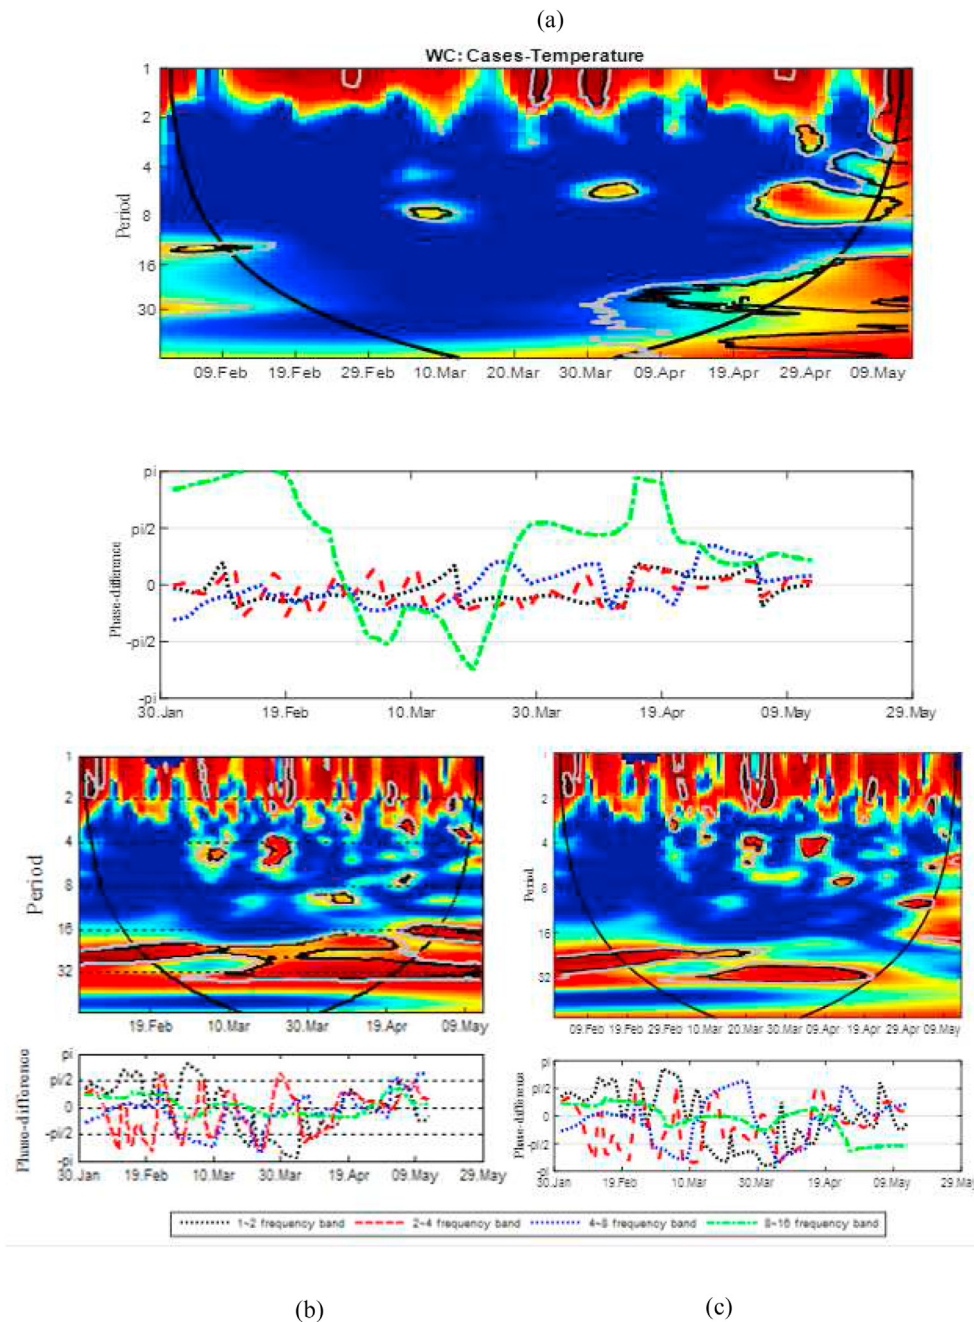 (a)
WC: Cases-Temperature
1
2
4
8
16
30
Period
09.Feb 19.Feb 29.Feb 10.Mar 20.Mar 30.Mar 09.Apr 19.Apr 29.Apr 09.May
pi
pi/2
0
-pi/2
-pi
Phase-difference
30.Jan 19.Feb 10.Mar 30.Mar 19.Apr 09.May 29.May
1
2
4
8
16
32
Period
19.Feb 10.Mar 30.Mar 19.Apr 09.May
1
2
4
8
16
32
Period
09.Feb 19.Feb 29.Feb 10.Mar 20.Mar 30.Mar 09.Apr 19.Apr 29.Apr 09.May
pi
pi/2
0
-pi/2
-pi
Phase-difference
30.Jan 19.Feb 10.Mar 30.Mar 19.Apr 09.May 29.May
pi
pi/2
0
-pi/2
-pi
Phase-difference
30.Jan 19.Feb 10.Mar 30.Mar 19.Apr 09.May 29.May
1~2 frequency band 2~4 frequency band 4~8 frequency band 8~16 frequency band
(b) (c)